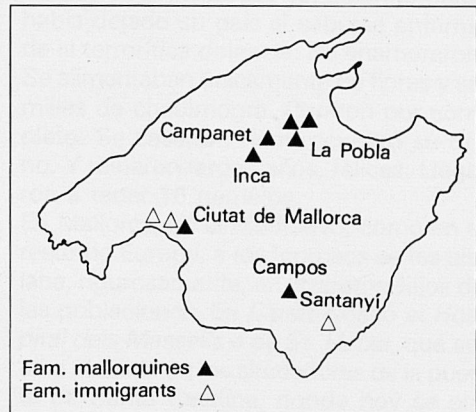 Campanet
La Pobla
Inca
Ciutat de Mallorca
Campos
Santanyí
Fam. mallorquines
Fam. immigrants